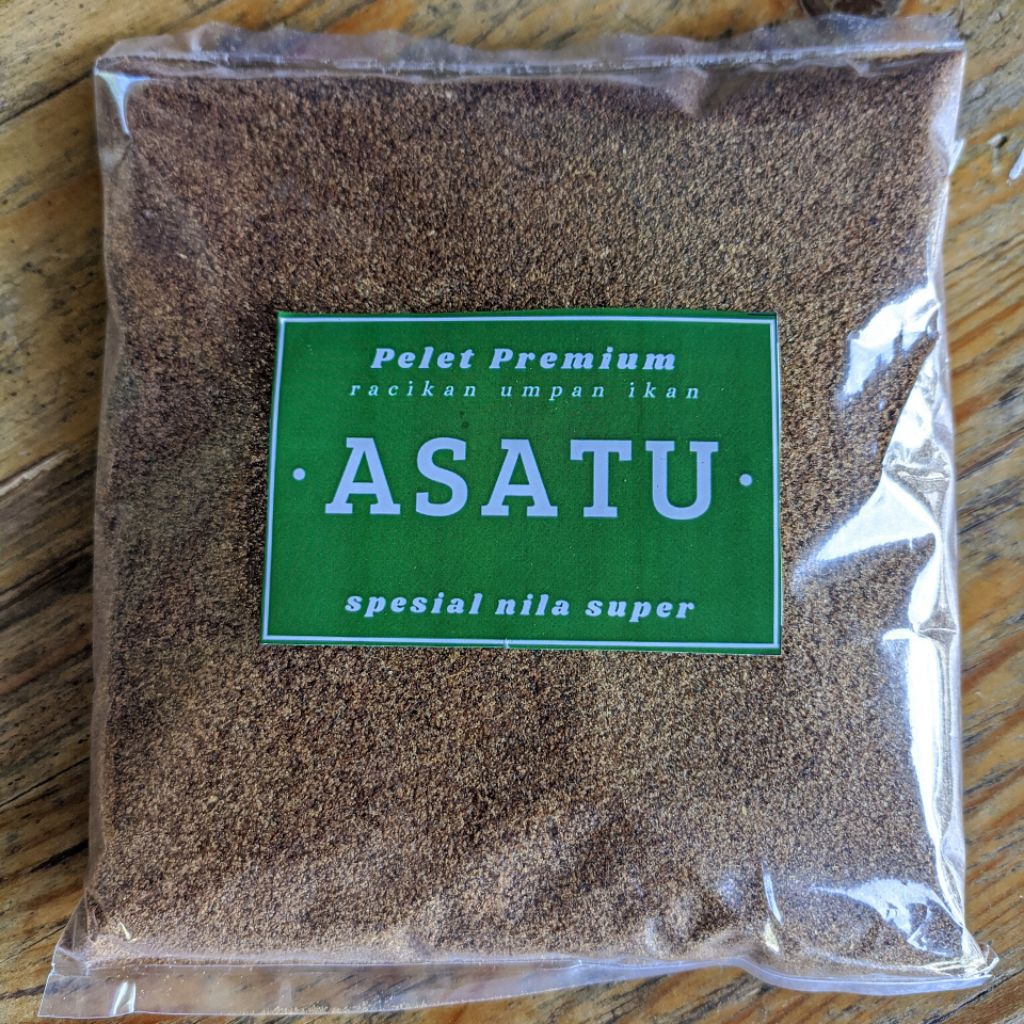 Pelet Premium
racikan umpan ikan
• ASATU •
spesial nila super